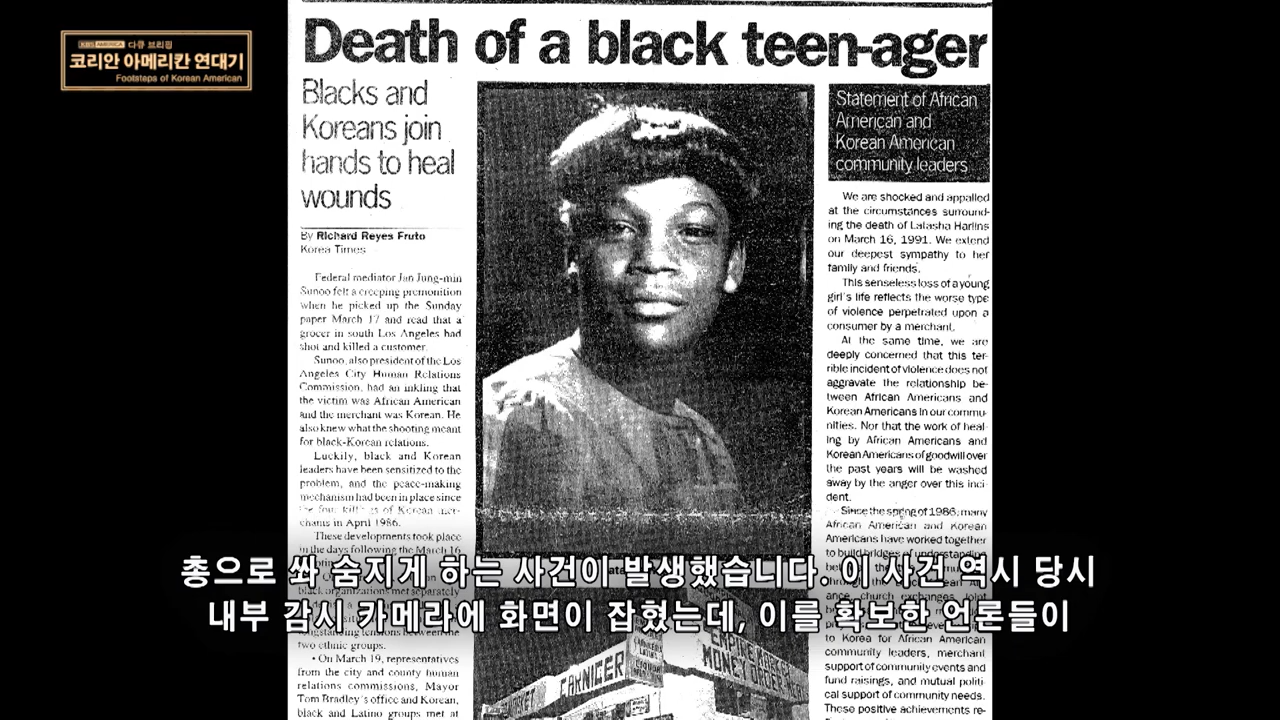 KBS AMERICA 다큐 브리핑
코리안 아메리칸 연대기
Footsteps of Korean American
Death of a black teen-ager
Blacks and
Koreans join
hands to heal
wounds
By Richard Reyes Fruto
Korea Times
Federal mediator Jan Jung-min
Sunoo felt a creeping premonition
when he picked up the Sunday
paper March 17 and read that a
grocer in south Los Angeles had
shot and killed a customer.
Sunoo, also president of the Los
Angeles City Human Relations
Commission, had an inkling that
the victim was African American
and the merchant was Korean. He
also knew what the shooting meant
for black-Korean relations.
Luckily, black and Korean
leaders have been sensitized to the
problem, and the peace-making
mechanism had been in place since
the four of Korean mer-
chants in April 1986.
These developments took place
in the days following the March 16
black organizations met separately
longstanding tensions between the
two ethnic groups.
• On March 19, representatives
from the city and county human
relations commissions, Mayor
Tom Bradley's office and Korean,
black and Latino groups met at
Statement of African
American and
Korean American
community leaders
We are shocked and appalled
at the circumstances surround-
ing the death of Latasha Harlins
on March 16, 1991. We extend
our deepest sympathy to her
family and friends.
This senseless loss of a young
girl's life reflects the worse type
of violence perpetrated upon a
consumer by a merchant.
At the same time, we are
deeply concerned that this ter-
rible incident of violence does not
aggravate the relationship be-
tween African Americans and
Korean Americans in our commu-
nities. Nor that the work of heal-
ing by African Americans and
Korean Americans of goodwill over
the past years will be washed
away by the anger over this inci-
dent.
Since the spring of 1986, many
African American and Korean
Americans have worked together
to build bridges of understanding
ance, church exchanges, joint
to Korea for African American
community leaders, merchant
support of community events and
fund raisings, and mutual politi-
cal support of community needs.
These positive achievements re-
CARNICER
MONEY ORDER
총으로 쏴 숨지게 하는 사건이 발생했습니다. 이 사건 역시 당시
내부 감시 카메라에 화면이 잡혔는데, 이를 확보한 언론들이